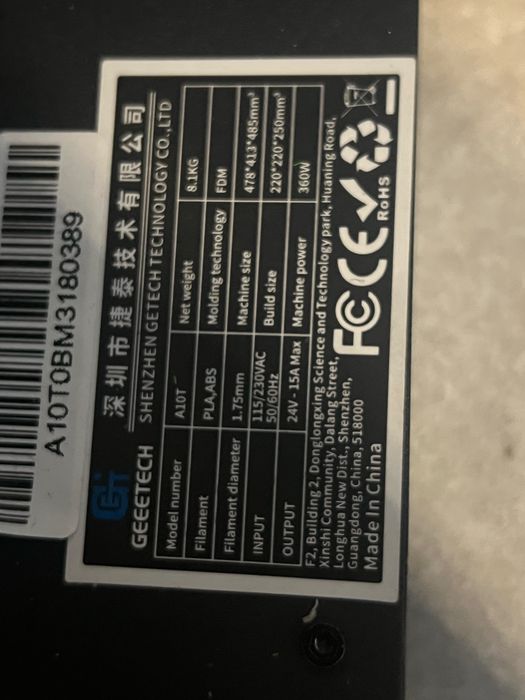 A10T0BM3180389
GT
GEEETECH
深圳市捷泰技术有限公司
SHENZHEN GETECH TECHNOLOGY CO.,LTD
Model number A10T Net weight 8.1KG
Filament PLA,ABS Molding technology FDM
Filament diameter 1.75mm Machine size 478*413*485mm³
INPUT 115/230VAC 50/60Hz Build size 220*220*250mm³
OUTPUT 24V - 15A Max Machine power 360W
F2, Building 2, Donglongxing Science and Technology park, Huaning Road,
Xinshi Community, Dalang Street,
Longhua New Dist., Shenzhen,
Guangdong, China, 518000
Made In China
FC CE RoHS